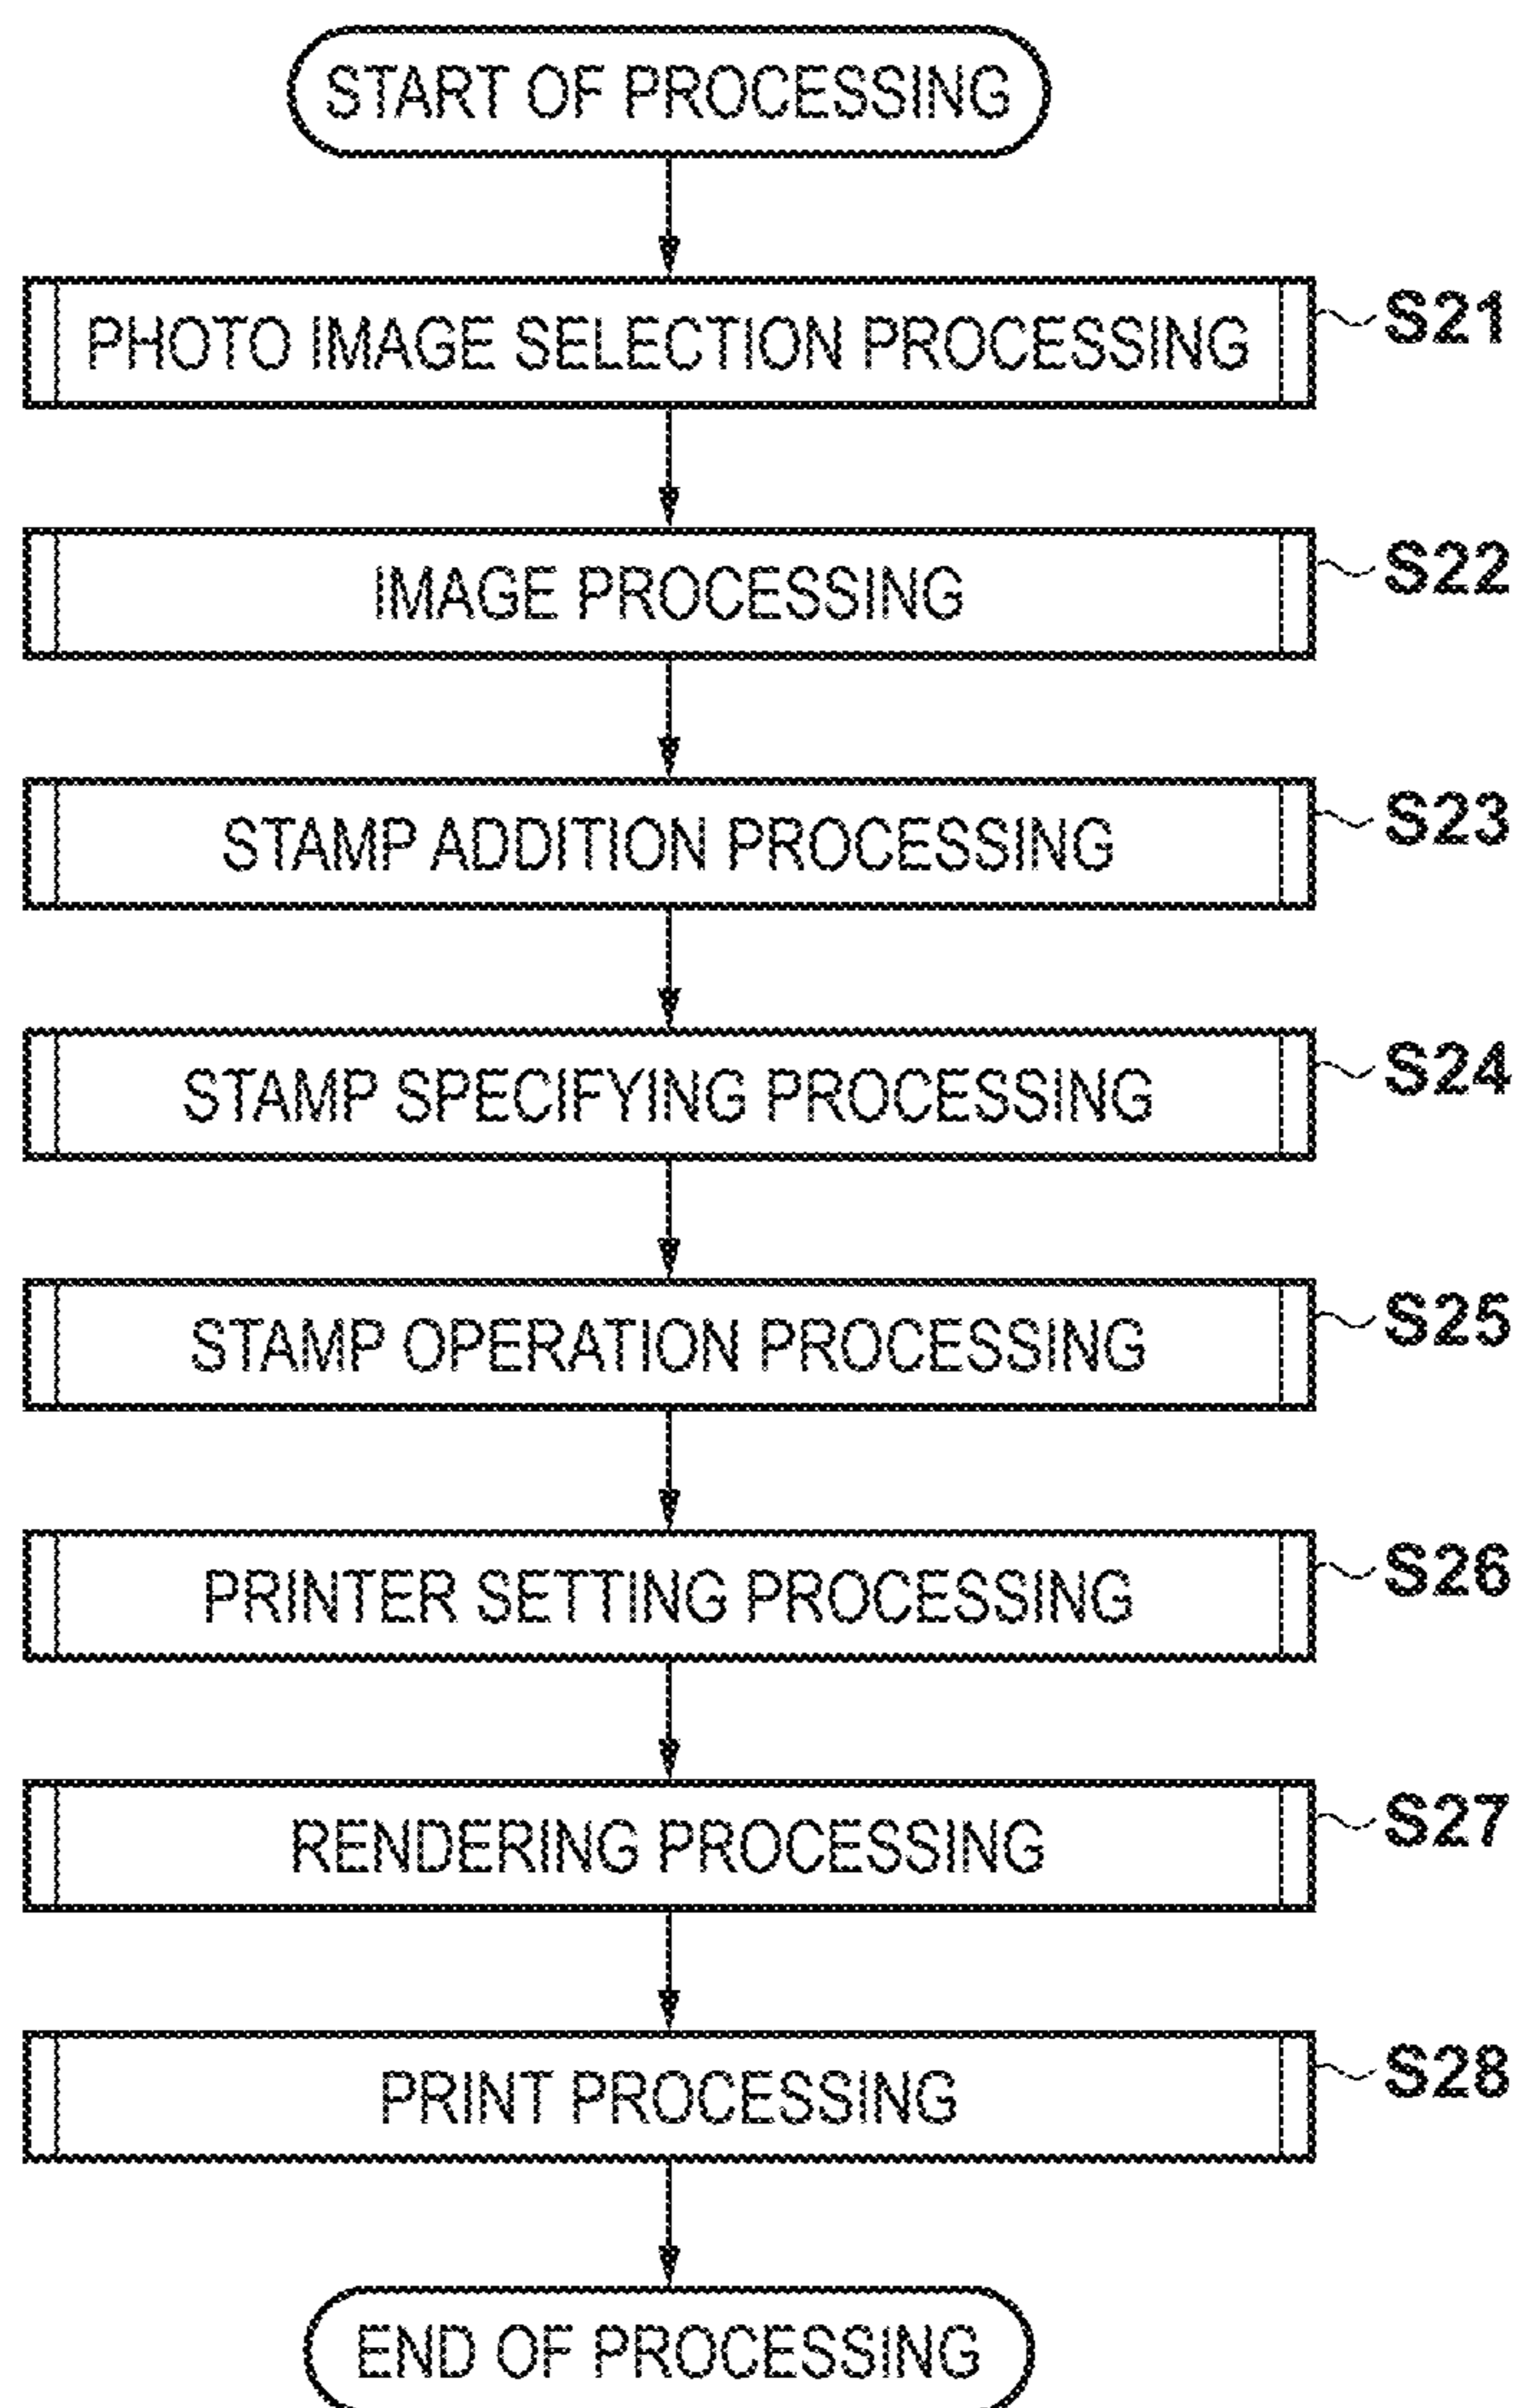 START OF PROCESSING
PHOTO IMAGE SELECTION PROCESSING S21
IMAGE PROCESSING S22
STAMP ADDITION PROCESSING S23
STAMP SPECIFYING PROCESSING S24
STAMP OPERATION PROCESSING S25
PRINTER SETTING PROCESSING S26
RENDERING PROCESSING S27
PRINT PROCESSING S28
END OF PROCESSING